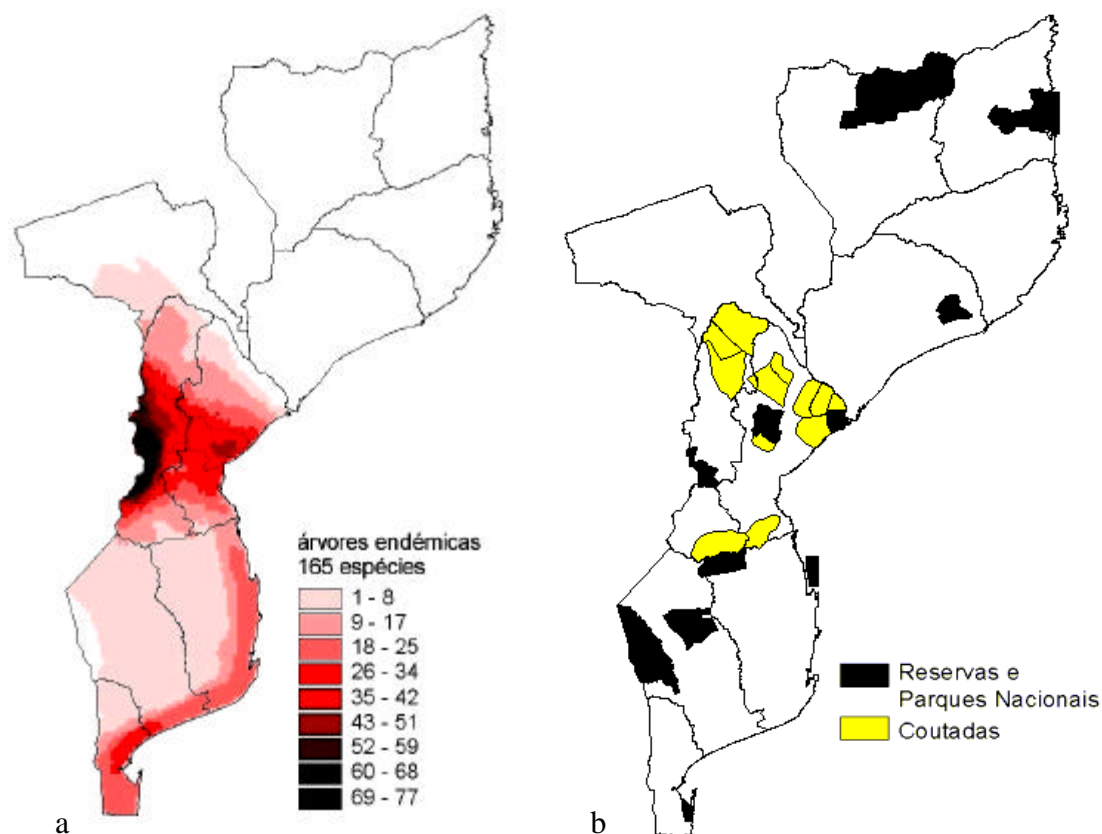 árvores endémicas
165 espécies
1 - 8
9 - 17
18 - 25
26 - 34
35 - 42
43 - 51
52 - 59
60 - 68
69 - 77
a
Reservas e
Parques Nacionais
Coutadas
b